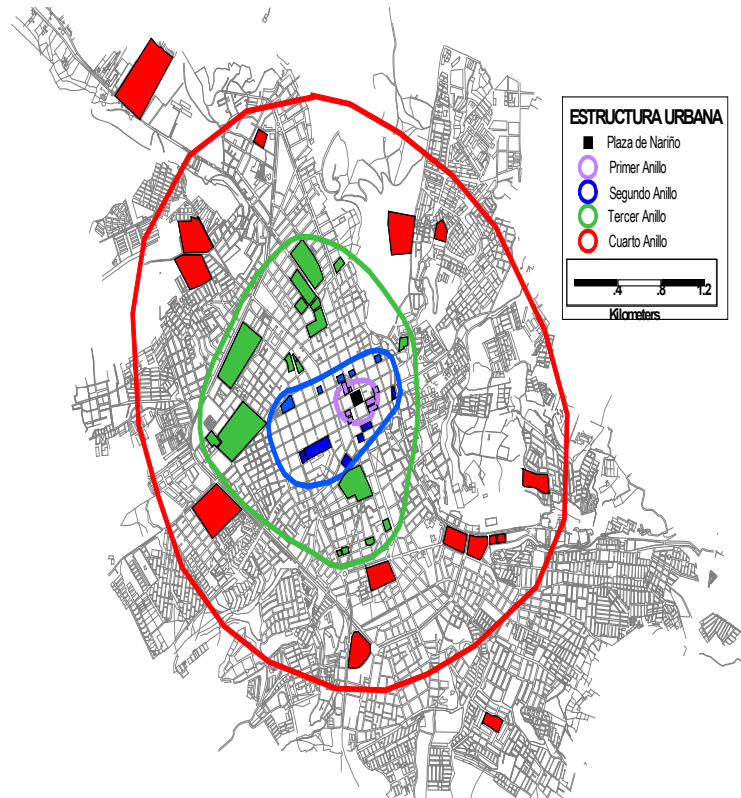 ESTRUCTURA URBANA
Plaza de Nariño
Primer Anillo
Segundo Anillo
Tercer Anillo
Cuarto Anillo
.4 .8 1.2
Kilometers